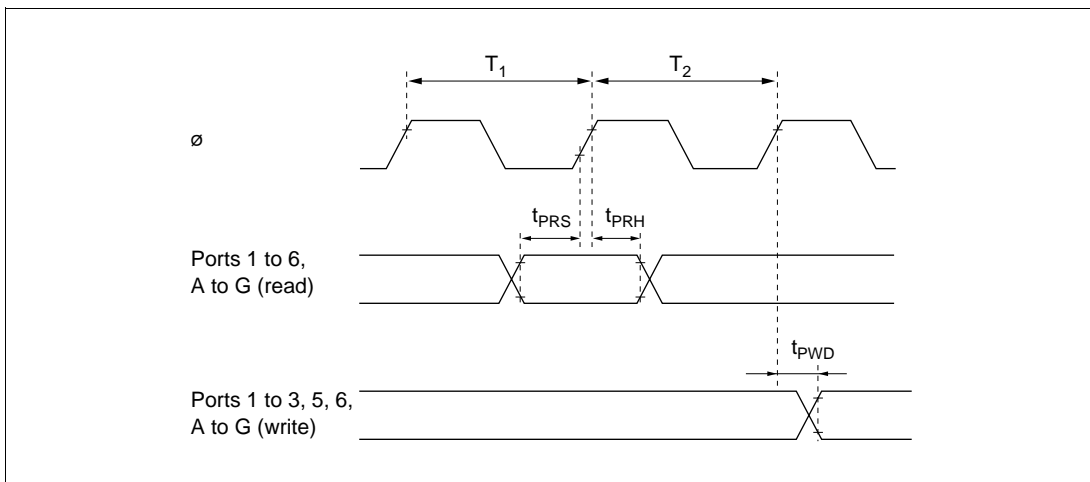 T1
T2
ø
tPRS
tPRH
Ports 1 to 6,
A to G (read)
tPWD
Ports 1 to 3, 5, 6,
A to G (write)